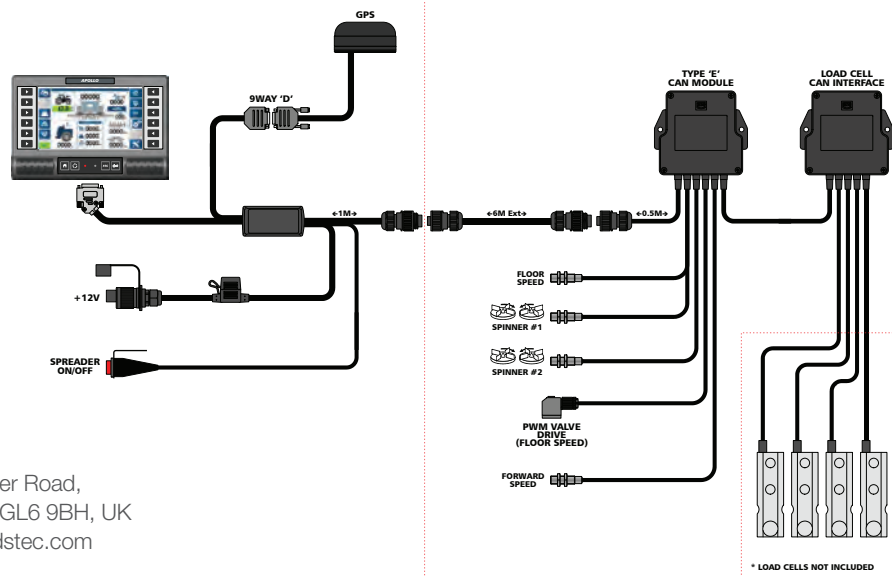 GPS
9WAY 'D'
APOLLO
←1M→
+12V
SPREADER
ON/OFF
←6M Ext→
TYPE 'E'
CAN MODULE
LOAD CELL
CAN INTERFACE
←0.5M→
FLOOR
SPEED
SPINNER #1
SPINNER #2
PWM VALVE
DRIVE
(FLOOR SPEED)
FORWARD
SPEED
* LOAD CELLS NOT INCLUDED
er Road,
GL6 9BH, UK
dstec.com